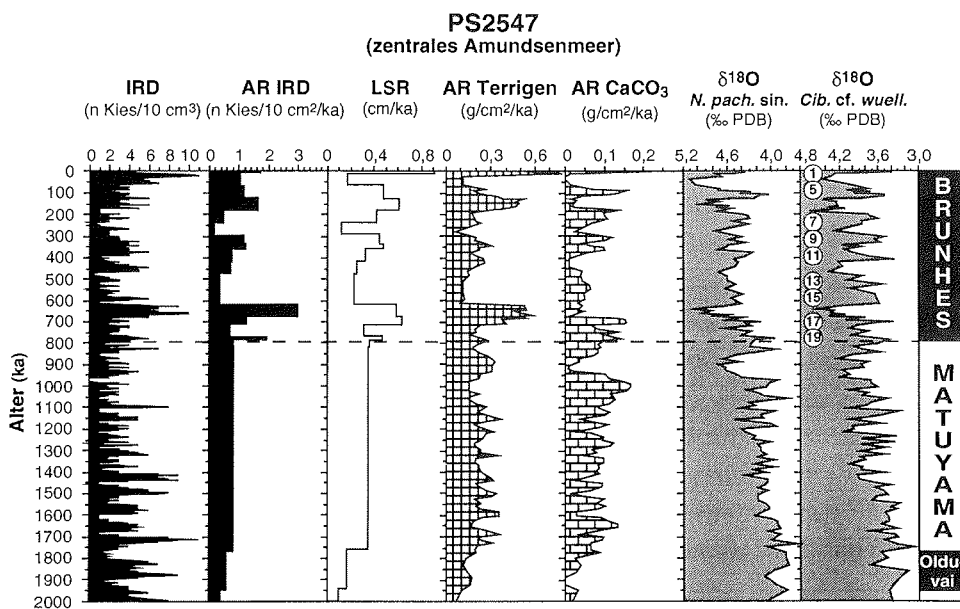 PS2547
(zentrales Amundsenmeer)
IRD
(n Kies/10 cm³)
AR IRD
(n Kies/10 cm²/ka)
LSR
(cm/ka)
AR Terrigen
(g/cm²/ka)
AR CaCO₃
(g/cm²/ka)
δ¹⁸O
N. pach. sin.
(‰ PDB)
δ¹⁸O
Cib. cf. wuell.
(‰ PDB)
0 2 4 6 8 10
0 1 2 3
0 0,4 0,8
0 0,3 0,6
0 0,1 0,2
5,2 4,6 4,0
4,8 4,2 3,6 3,0
Alter (ka)
0
100
200
300
400
500
600
700
800
900
1000
1100
1200
1300
1400
1500
1600
1700
1800
1900
2000
1
5
7
9
11
13
15
17
19
BRUNHES
MATUYAMA
Oldu
vai